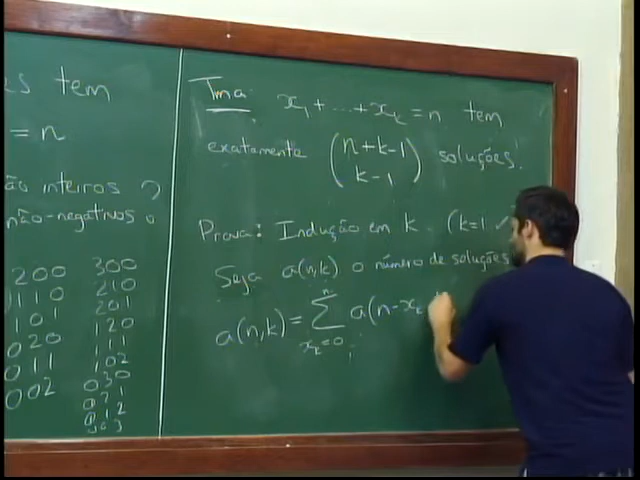 es tem
= n
ão inteiros ?
não-negativos
200 300
110 210
101 201
020 120
011 111
002 102
030
021
012
003
Tma: x₁+...+xₖ=n tem
exatamente (n+k-1 k-1) soluções.
Prova: Indução em k. (k=1 ✓
Seja a(n,k) o número de soluções
a(n,k) = Σ_{xₖ=0}^{n} a(n-xₖ,